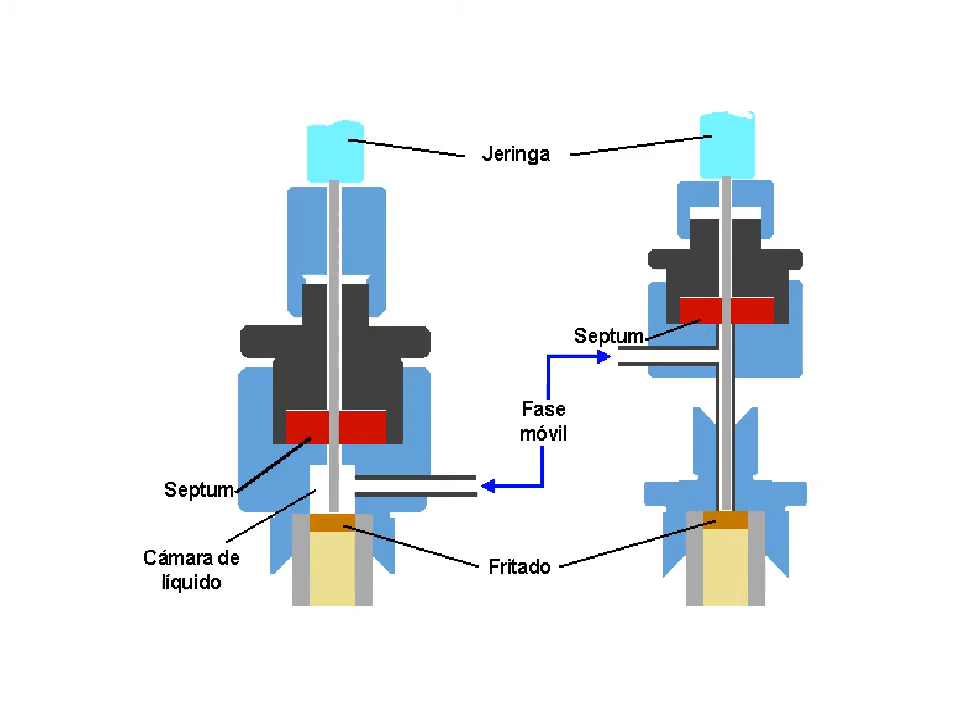 Jeringa
Septum
Fase
móvil
Septum
Cámara de
líquido
Fritado